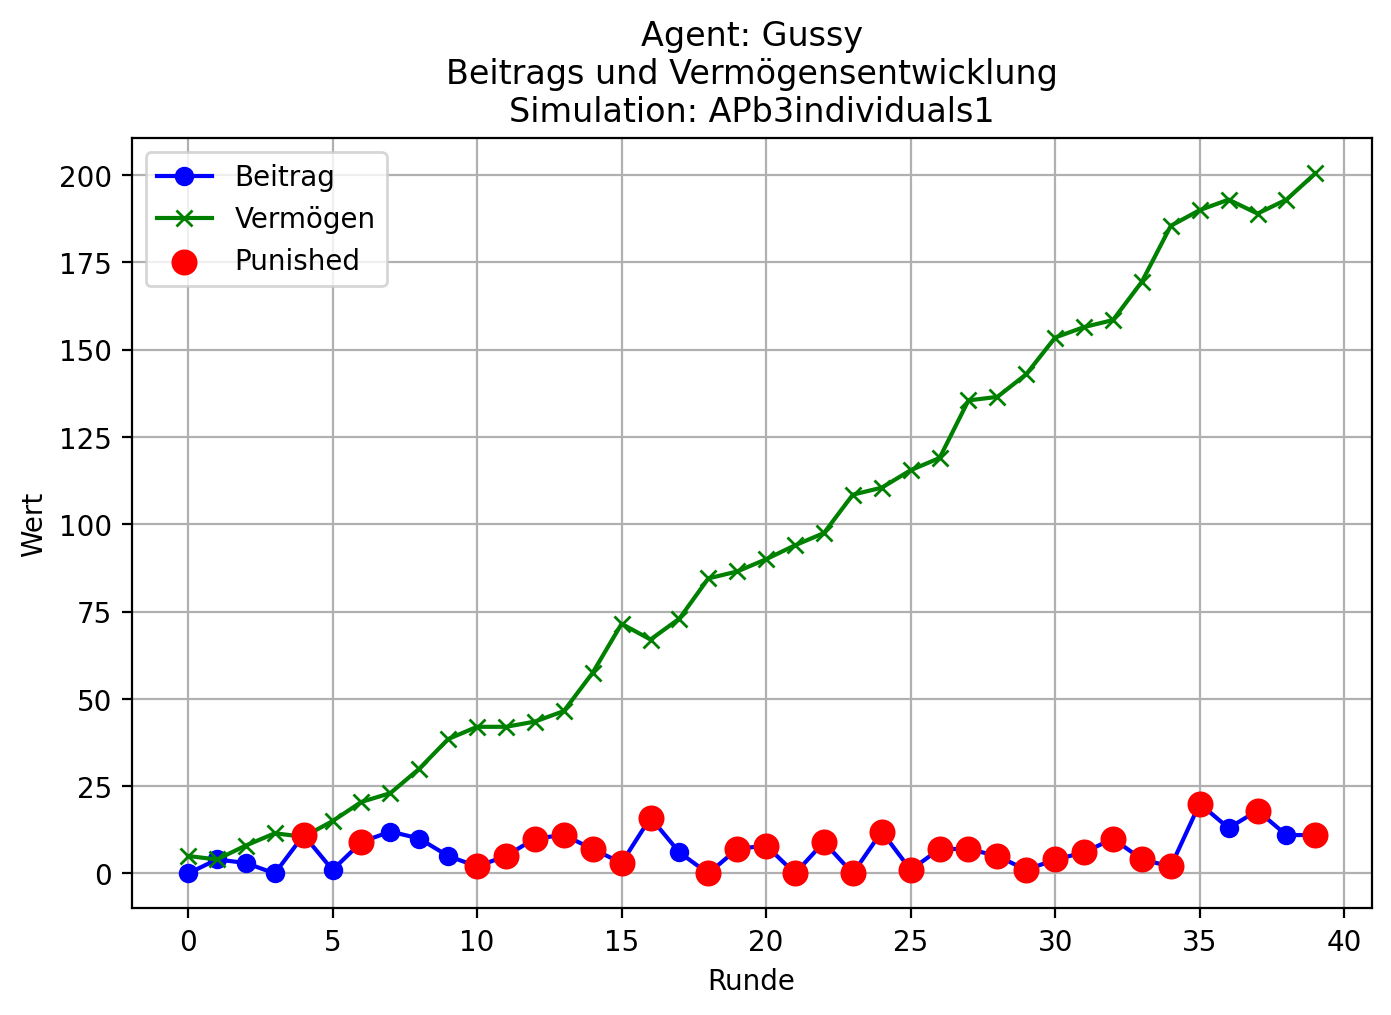 Agent: Gussy
Beitrags und Vermögensentwicklung
Simulation: APb3individuals1
Beitrag
Vermögen
Punished
200
175
150
125
100
75
50
25
0
Wert
0 5 10 15 20 25 30 35 40
Runde